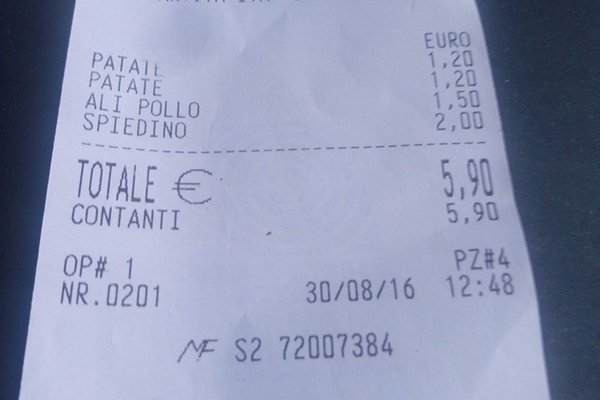 EURO
PATATE 1,20
PATATE 1,20
ALI POLLO 1,50
SPIEDINO 2,00
TOTALE € 5,90
CONTANTI 5,90
OP# 1 PZ#4
NR.0201 30/08/16 12:48
MF S2 72007384